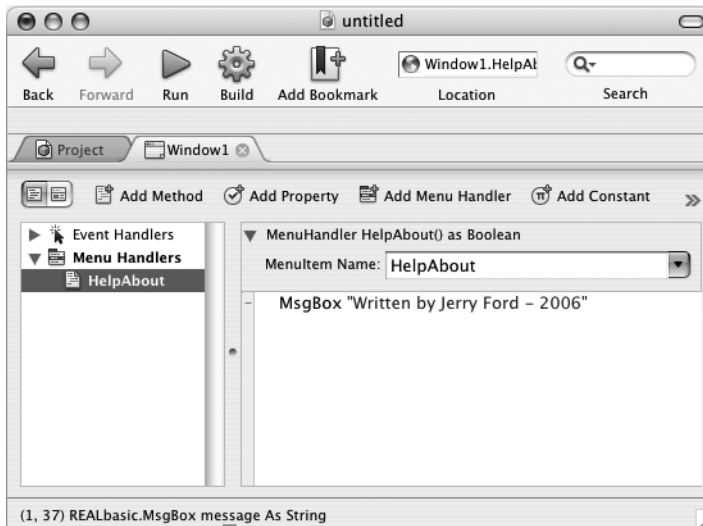 untitled
Back Forward Run Build Add Bookmark Location Search
Window1.HelpAb
Project Window1
Add Method Add Property Add Menu Handler Add Constant
Event Handlers
Menu Handlers
HelpAbout
MenuHandler HelpAbout() as Boolean
MenuItem Name: HelpAbout
MsgBox "Written by Jerry Ford – 2006"
(1, 37) REALbasic.MsgBox message As String